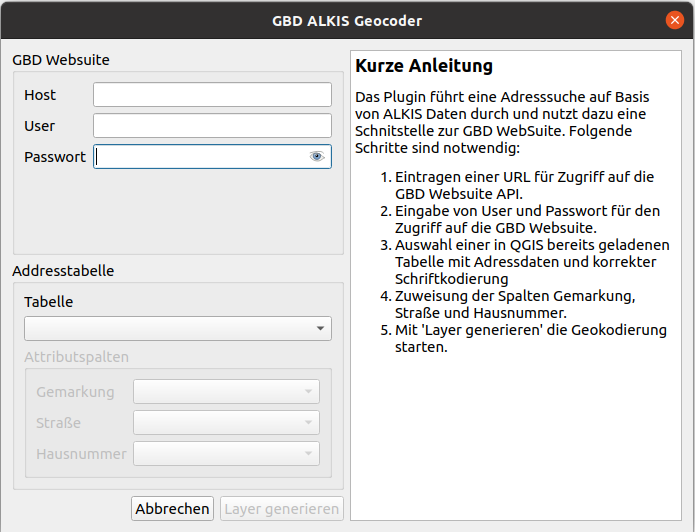 GBD ALKIS Geocoder
GBD Websuite
Host
User
Passwort
Addresstabelle
Tabelle
Attributspalten
Gemarkung
Straße
Hausnummer
Abbrechen
Layer generieren
Kurze Anleitung
Das Plugin führt eine Adresssuche auf Basis
von ALKIS Daten durch und nutzt dazu eine
Schnitstelle zur GBD WebSuite. Folgende
Schritte sind notwendig:
1. Eintragen einer URL für Zugriff auf die
GBD Websuite API.
2. Eingabe von User und Passwort für den
Zugriff auf die GBD Websuite.
3. Auswahl einer in QGIS bereits geladenen
Tabelle mit Adressdaten und korrekter
Schriftkodierung
4. Zuweisung der Spalten Gemarkung,
Straße und Hausnummer.
5. Mit 'Layer generieren' die Geokodierung
starten.